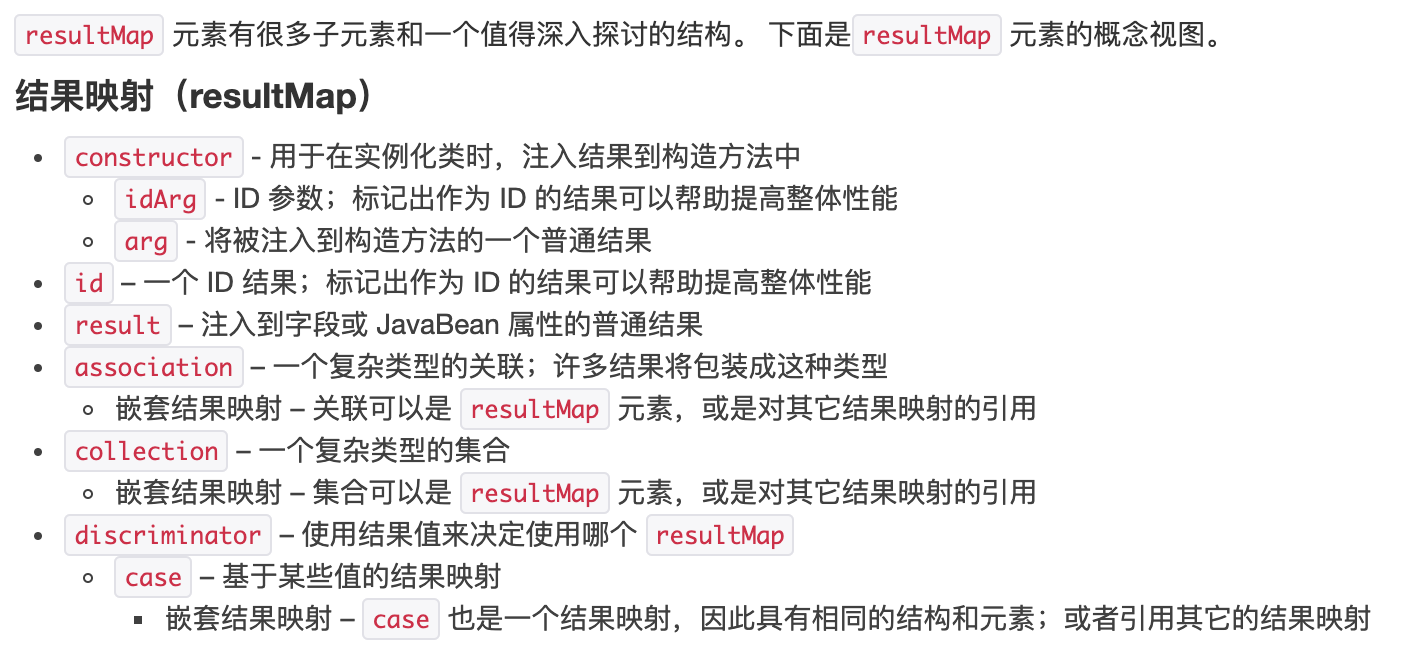 resultMap 元素有很多子元素和一个值得深入探讨的结构。 下面是resultMap 元素的概念视图。
结果映射（resultMap）
constructor - 用于在实例化类时，注入结果到构造方法中
idArg - ID 参数；标记出作为 ID 的结果可以帮助提高整体性能
arg - 将被注入到构造方法的一个普通结果
id – 一个 ID 结果；标记出作为 ID 的结果可以帮助提高整体性能
result – 注入到字段或 JavaBean 属性的普通结果
association – 一个复杂类型的关联；许多结果将包装成这种类型
嵌套结果映射 – 关联可以是 resultMap 元素，或是对其它结果映射的引用
collection – 一个复杂类型的集合
嵌套结果映射 – 集合可以是 resultMap 元素，或是对其它结果映射的引用
discriminator – 使用结果值来决定使用哪个 resultMap
case – 基于某些值的结果映射
嵌套结果映射 – case 也是一个结果映射，因此具有相同的结构和元素；或者引用其它的结果映射